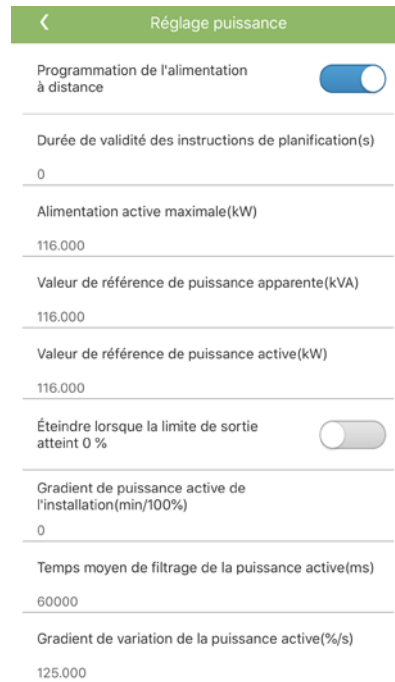 Réglage puissance
Programmation de l'alimentation
à distance
Durée de validité des instructions de planification(s)
0
Alimentation active maximale(kW)
116.000
Valeur de référence de puissance apparente(kVA)
116.000
Valeur de référence de puissance active(kW)
116.000
Éteindre lorsque la limite de sortie
atteint 0 %
Gradient de puissance active de
l'installation(min/100%)
0
Temps moyen de filtrage de la puissance active(ms)
60000
Gradient de variation de la puissance active(%/s)
125.000